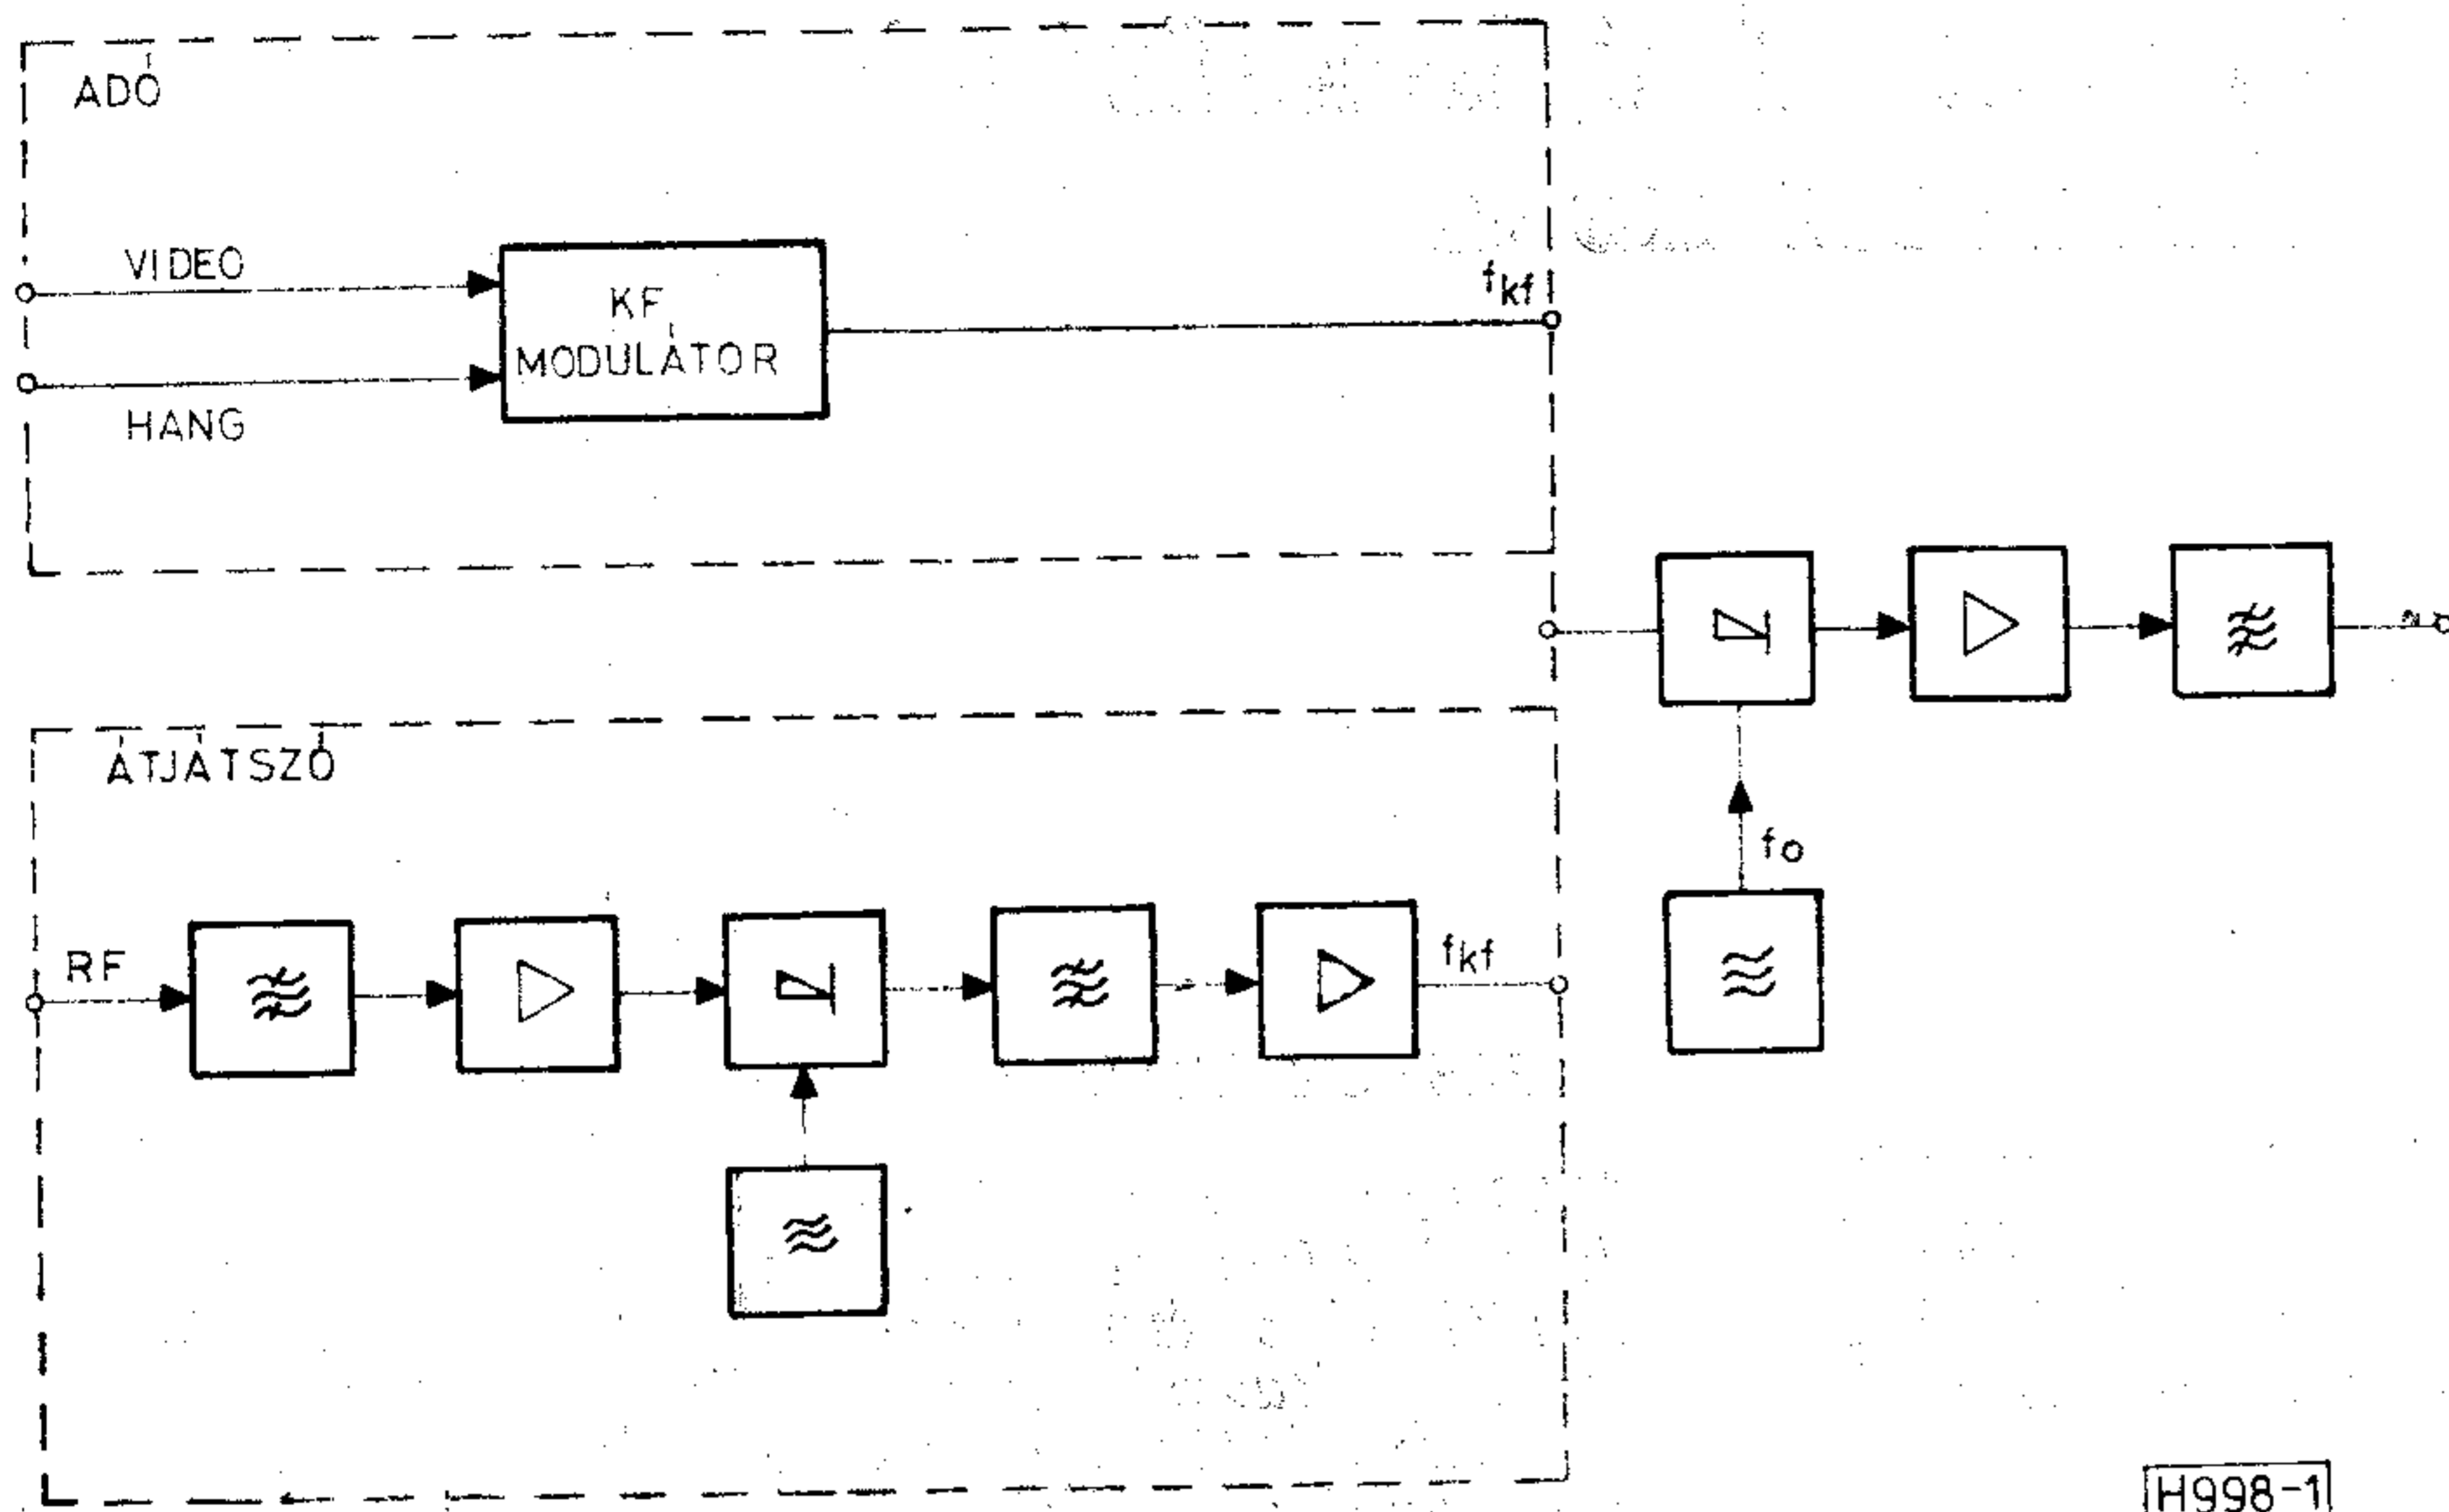 ADÓ
VIDEO
KF
MODULÁTOR
HANG
fkf
ÁTJÁTSZÓ
RF
fkf
fo
H998-1